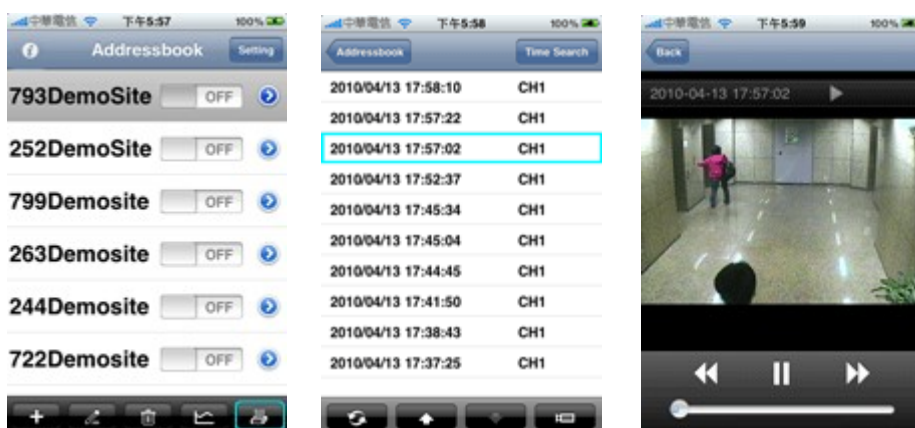 中華電信 下午5:57 100%
Addressbook Setting
793DemoSite OFF
252DemoSite OFF
799Demosite OFF
263Demosite OFF
244Demosite OFF
722Demosite OFF
中華電信 下午5:58 100%
Addressbook Time Search
2010/04/13 17:58:10 CH1
2010/04/13 17:57:22 CH1
2010/04/13 17:57:02 CH1
2010/04/13 17:52:37 CH1
2010/04/13 17:45:34 CH1
2010/04/13 17:45:04 CH1
2010/04/13 17:44:45 CH1
2010/04/13 17:41:50 CH1
2010/04/13 17:38:43 CH1
2010/04/13 17:37:25 CH1
中華電信 下午5:59 100%
Back
2010-04-13 17:57:02